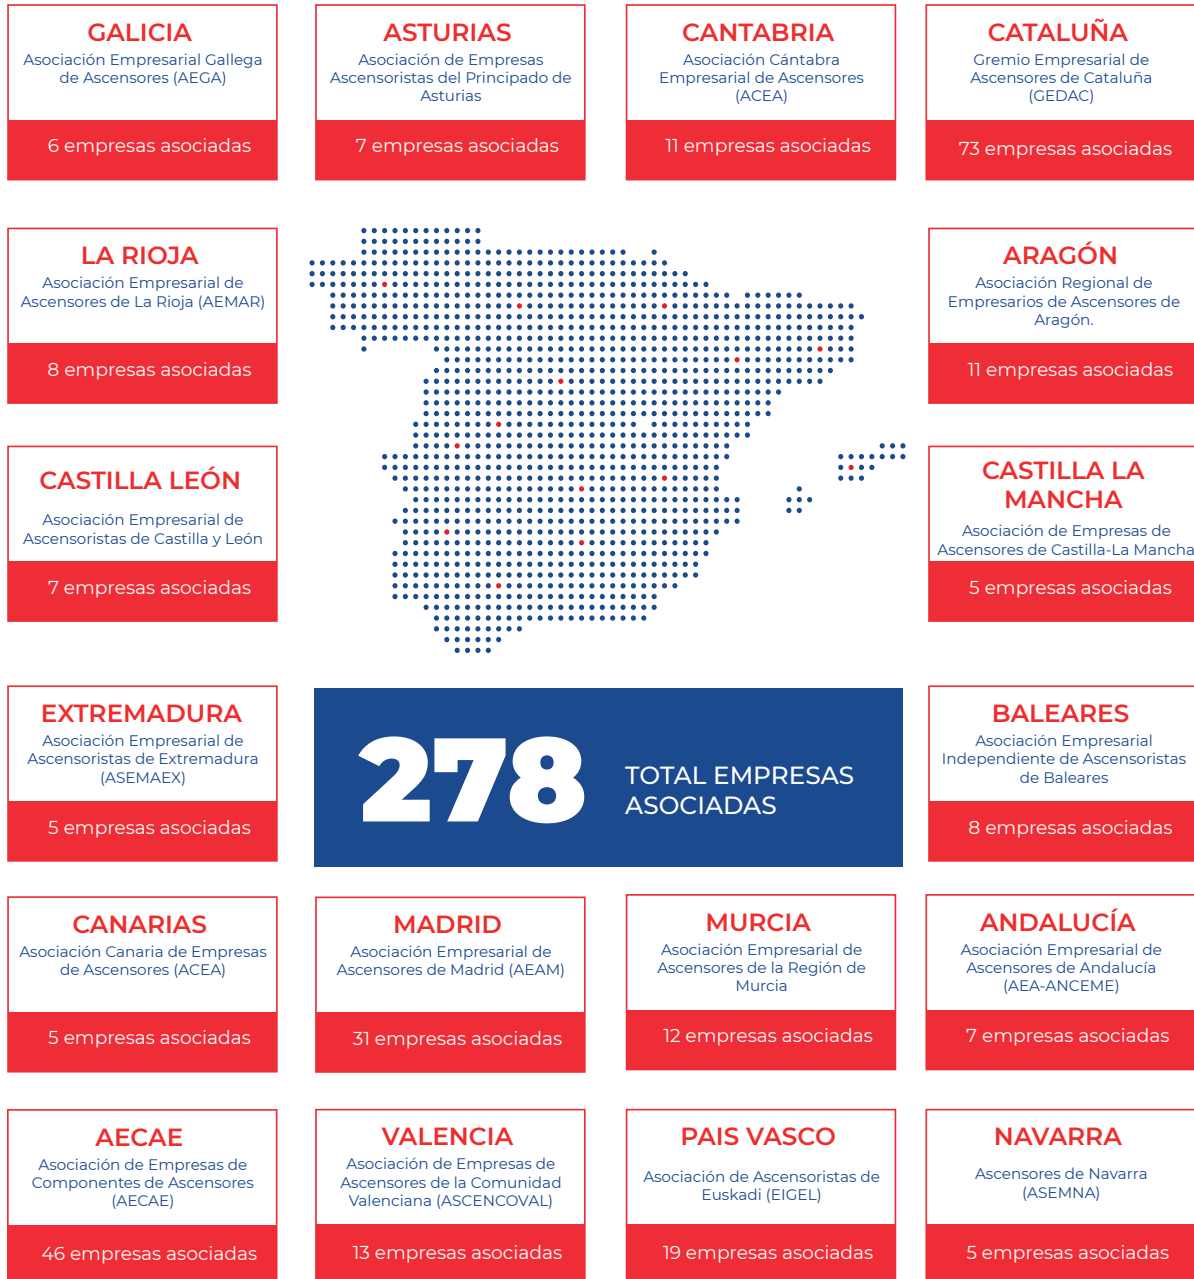 GALICIA
Asociación Empresarial Gallega
de Ascensores (AEGA)
6 empresas asociadas
ASTURIAS
Asociación de Empresas
Ascensoristas del Principado de
Asturias
7 empresas asociadas
CANTABRIA
Asociación Cántabra
Empresarial de Ascensores
(ACEA)
11 empresas asociadas
CATALUÑA
Gremio Empresarial de
Ascensores de Cataluña
(GEDAC)
73 empresas asociadas
LA RIOJA
Asociación Empresarial de
Ascensores de La Rioja (AEMAR)
8 empresas asociadas
ARAGÓN
Asociación Regional de
Empresarios de Ascensores de
Aragón.
11 empresas asociadas
CASTILLA LEÓN
Asociación Empresarial de
Ascensoristas de Castilla y León
7 empresas asociadas
CASTILLA LA
MANCHA
Asociación de Empresas de
Ascensores de Castilla-La Mancha
5 empresas asociadas
EXTREMADURA
Asociación Empresarial de
Ascensoristas de Extremadura
(ASEMAEX)
5 empresas asociadas
278
TOTAL EMPRESAS
ASOCIADAS
BALEARES
Asociación Empresarial
Independiente de Ascensoristas
de Baleares
8 empresas asociadas
CANARIAS
Asociación Canaria de Empresas
de Ascensores (ACEA)
5 empresas asociadas
MADRID
Asociación Empresarial de
Ascensores de Madrid (AEAM)
31 empresas asociadas
MURCIA
Asociación Empresarial de
Ascensores de la Región de
Murcia
12 empresas asociadas
ANDALUCÍA
Asociación Empresarial de
Ascensores de Andalucía
(AEA-ANCEME)
7 empresas asociadas
AECAE
Asociación de Empresas de
Componentes de Ascensores
(AECAE)
46 empresas asociadas
VALENCIA
Asociación de Empresas de
Ascensores de la Comunidad
Valenciana (ASCENCOVAL)
13 empresas asociadas
PAIS VASCO
Asociación de Ascensoristas de
Euskadi (EIGEL)
19 empresas asociadas
NAVARRA
Ascensores de Navarra
(ASEMNA)
5 empresas asociadas